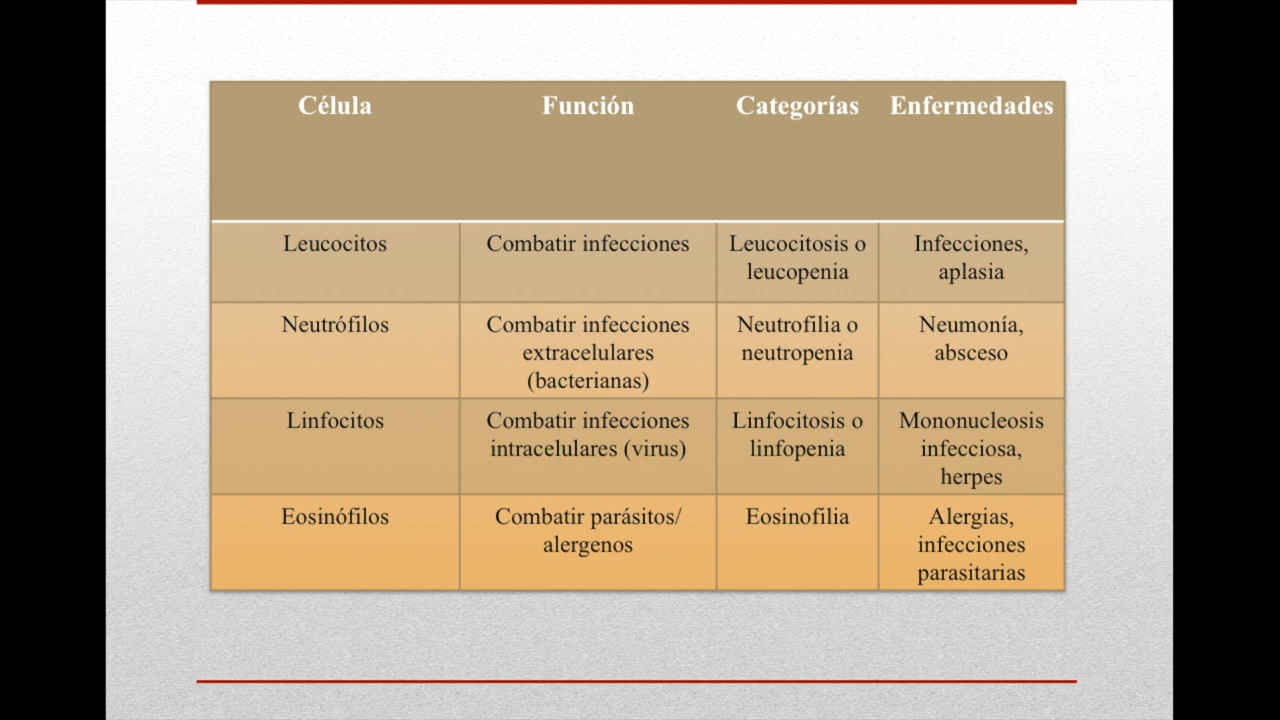 Célula Función Categorías Enfermedades
Leucocitos Combatir infecciones Leucocitosis o Infecciones,
leucopenia aplasia
Neutrófilos Combatir infecciones Neutrofilia o Neumonía,
extracelulares neutropenia absceso
(bacterianas)
Linfocitos Combatir infecciones Linfocitosis o Mononucleosis
intracelulares (virus) linfopenia infecciosa,
herpes
Eosinófilos Combatir parásitos/ Eosinofilia Alergias,
alergenos infecciones
parasitarias